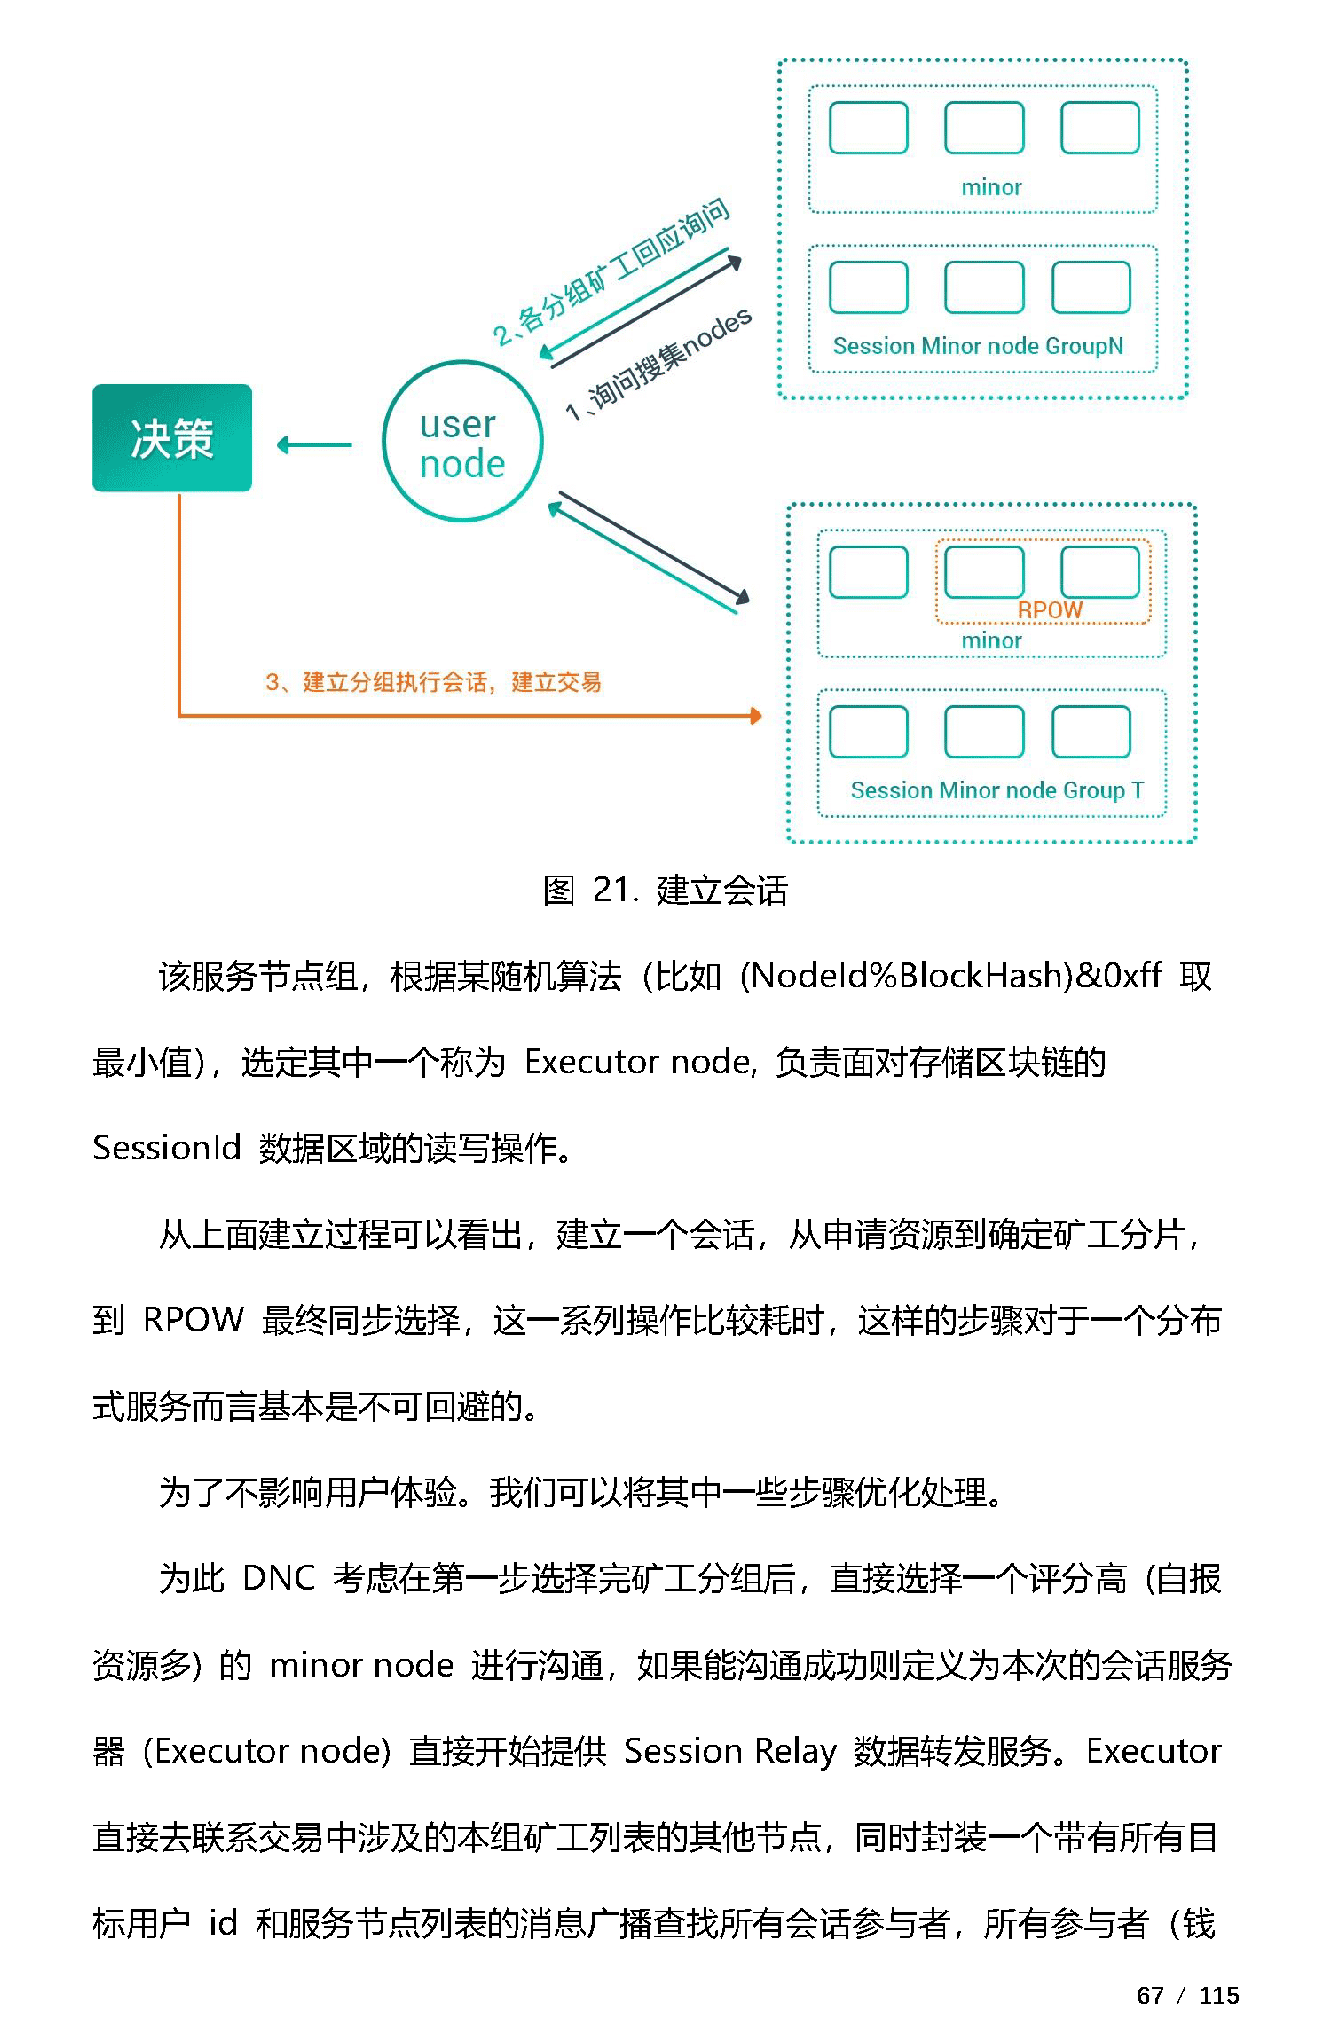 minor
Session Minor node GroupN
2、各分组矿工回应询问
1、询问搜集nodes
user
node
决策
RPOW
minor
3、建立分组执行会话，建立交易
Session Minor node Group T
图 21. 建立会话
该服务节点组，根据某随机算法（比如 (NodeId%BlockHash)&0xff 取
最小值），选定其中一个称为 Executor node, 负责面对存储区块链的
SessionId 数据区域的读写操作。
从上面建立过程可以看出，建立一个会话，从申请资源到确定矿工分片，
到 RPOW 最终同步选择，这一系列操作比较耗时，这样的步骤对于一个分布
式服务而言基本是不可回避的。
为了不影响用户体验。我们可以将其中一些步骤优化处理。
为此 DNC 考虑在第一步选择完矿工分组后，直接选择一个评分高 (自报
资源多) 的 minor node 进行沟通，如果能沟通成功则定义为本次的会话服务
器 (Executor node) 直接开始提供 Session Relay 数据转发服务。Executor
直接去联系交易中涉及的本组矿工列表的其他节点，同时封装一个带有所有目
标用户 id 和服务节点列表的消息广播查找所有会话参与者，所有参与者（钱
67 / 115